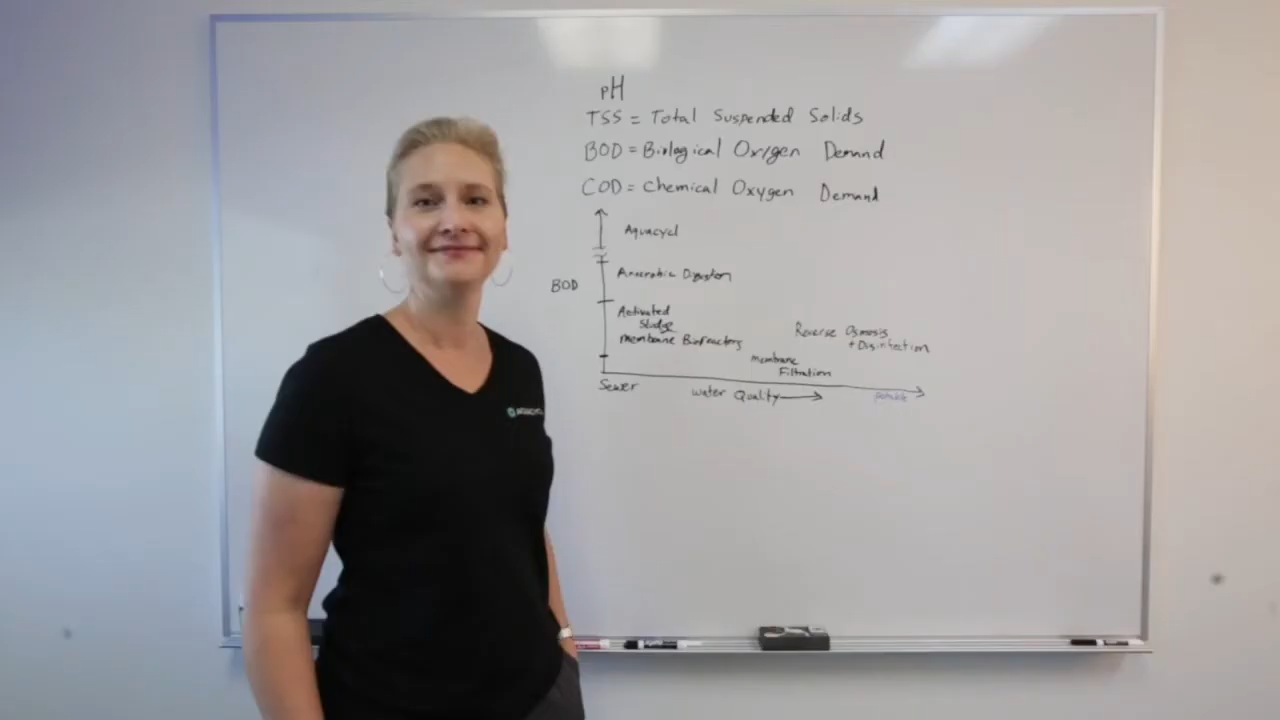 pH
TSS = Total Suspended Solids
BOD = Biological Oxygen Demand
COD = Chemical Oxygen Demand
Aquacycl
Anaerobic Digestion
BOD
Activated
Sludge
Membrane Bioreactors
Reverse Osmosis
+ Disinfection
Membrane
Filtration
Sewer
Water Quality
potable